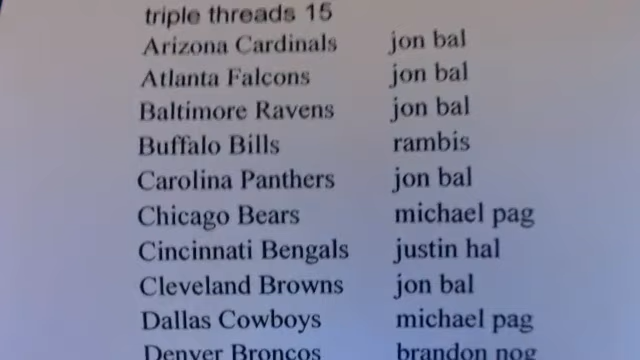 triple threads 15
Arizona Cardinals jon bal
Atlanta Falcons jon bal
Baltimore Ravens jon bal
Buffalo Bills rambis
Carolina Panthers jon bal
Chicago Bears michael pag
Cincinnati Bengals justin hal
Cleveland Browns jon bal
Dallas Cowboys michael pag
Denver Broncos brandon nog